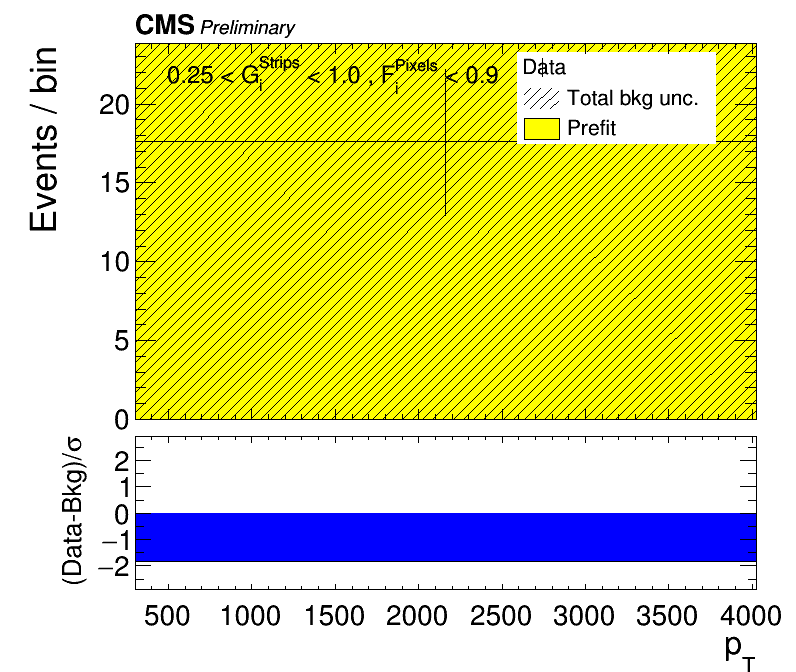 CMS Preliminary
Events / bin
0.25 < G_i^Strips < 1.0 , F_i^Pixels < 0.9
Data
Total bkg unc.
Prefit
20
15
10
5
0
(Data-Bkg)/σ
2
1
0
−1
−2
500 1000 1500 2000 2500 3000 3500 4000
p_T